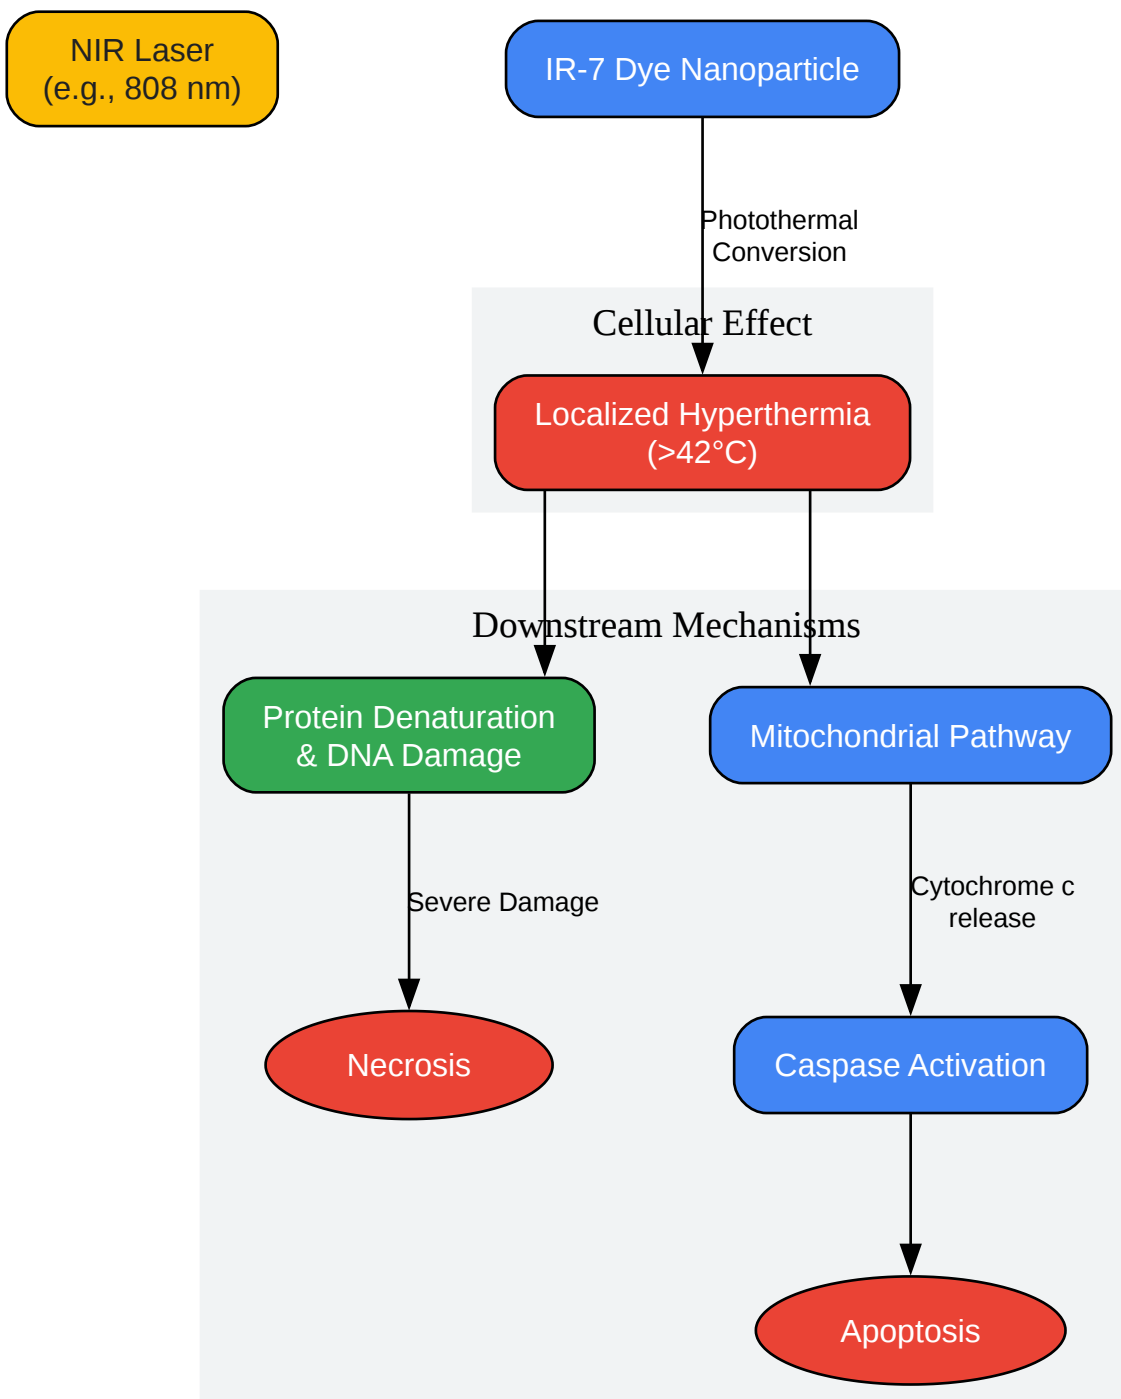 NIR Laser
(e.g., 808 nm)
IR-7 Dye Nanoparticle
Photothermal
Conversion
Cellular Effect
Localized Hyperthermia
(>42°C)
Downstream Mechanisms
Protein Denaturation
& DNA Damage
Mitochondrial Pathway
Severe Damage
Cytochrome c
release
Necrosis
Caspase Activation
Apoptosis